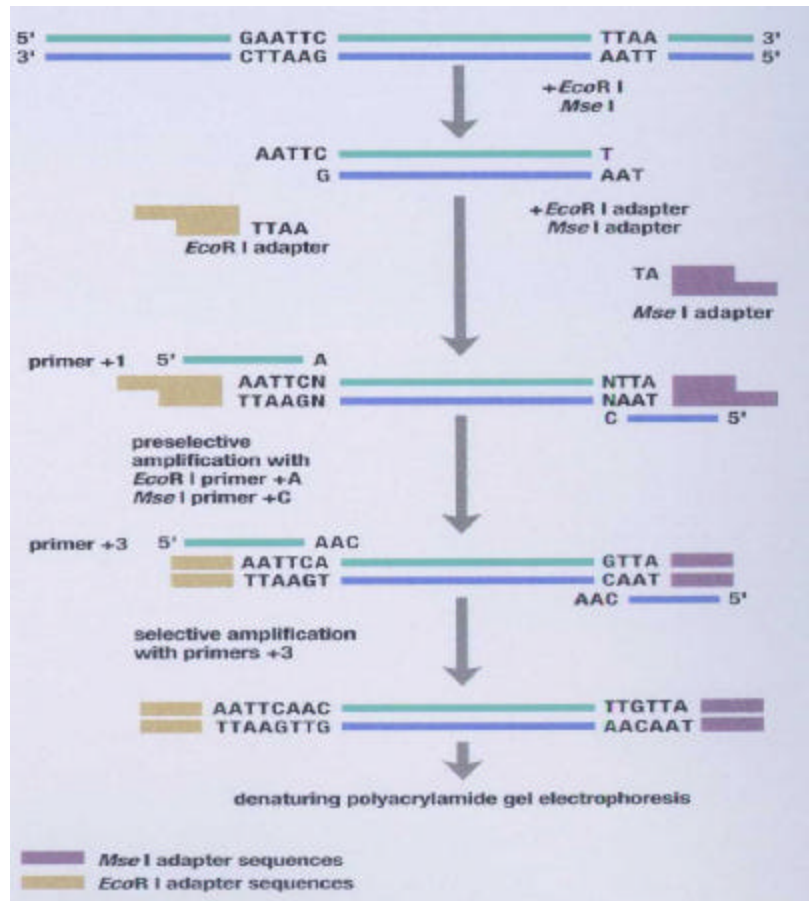 5' GAATTC TTAA 3'
3' CTTAAG AATT 5'
+EcoR I
Mse I
AATTC T
G AAT
+EcoR I adapter
Mse I adapter
TTAA
EcoR I adapter
TA
Mse I adapter
primer +1 5' A
AATTCN NTTA
TTAAGN NAAT
C 5'
preselective
amplification with
EcoR I primer +A
Mse I primer +C
primer +3 5' AAC
AATTCA GTTA
TTAAGT CAAT
AAC 5'
selective amplification
with primers +3
AATTCAAC TTGTTA
TTAAGTTG AACAAT
denaturing polyacrylamide gel electrophoresis
Mse I adapter sequences
EcoR I adapter sequences